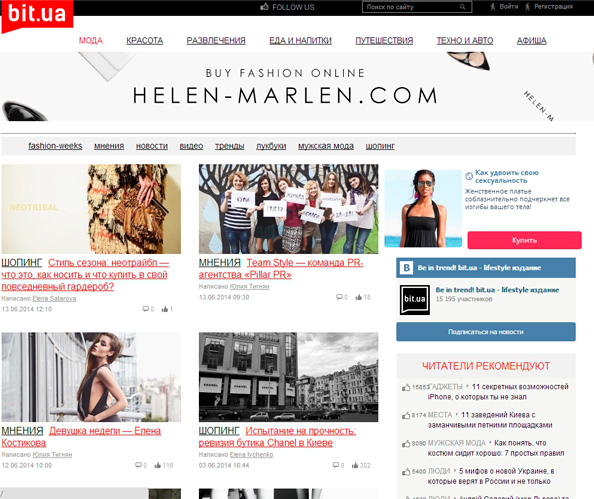 bit.ua
FOLLOW US
Поиск по сайту
Войти
Регистрация
МОДА КРАСОТА РАЗВЛЕЧЕНИЯ ЕДА И НАПИТКИ ПУТЕШЕСТВИЯ ТЕХНО И АВТО АФИША
BUY FASHION ONLINE
HELEN-MARLEN.COM
HELEN-M
fashion-weeks мнения новости видео тренды лукбуки мужская мода шопинг
NEOTRIBAL
ШОПИНГ Стиль сезона: неотрайбл —
что это, как носить и что купить в свой
повседневный гардероб?
Написано Elena Satarova
13.06.2014 12:10 0 1
МНЕНИЯ Team Style — команда PR-
агентства «Pillar PR»
Написано Юлия Тигнян
13.06.2014 09:30 0 18
Как удвоить свою
сексуальность
Женственное платье
соблазнительно подчеркнет все
изгибы вашего тела!
Купить
Be in trend! bit.ua - lifestyle издание
bit.ua
Be in trend! bit.ua - lifestyle издание
15 195 участников
Подписаться на новости
МНЕНИЯ Девушка недели — Елена
Костикова
Написано Юлия Тигнян
12.06.2014 10:00 0 116
CHANEL CHANEL
ШОПИНГ Испытание на прочность:
ревизия бутика Chanel в Киеве
Написано Elena Ivchenko
03.06.2014 16:44 0 302
ЧИТАТЕЛИ РЕКОМЕНДУЮТ
15853 ГАДЖЕТЫ 11 секретных возможностей
iPhone, о которых ты не знал
8174 МЕСТА 11 заведений Киева с
заманчивыми летними площадками
8090 МУЖСКАЯ МОДА Как понять, что
костюм сидит хорошо: 7 простых правил
5400 ЛЮДИ 5 мифов о новой Украине, в
которые верят в России и не только
ЛЮДИ